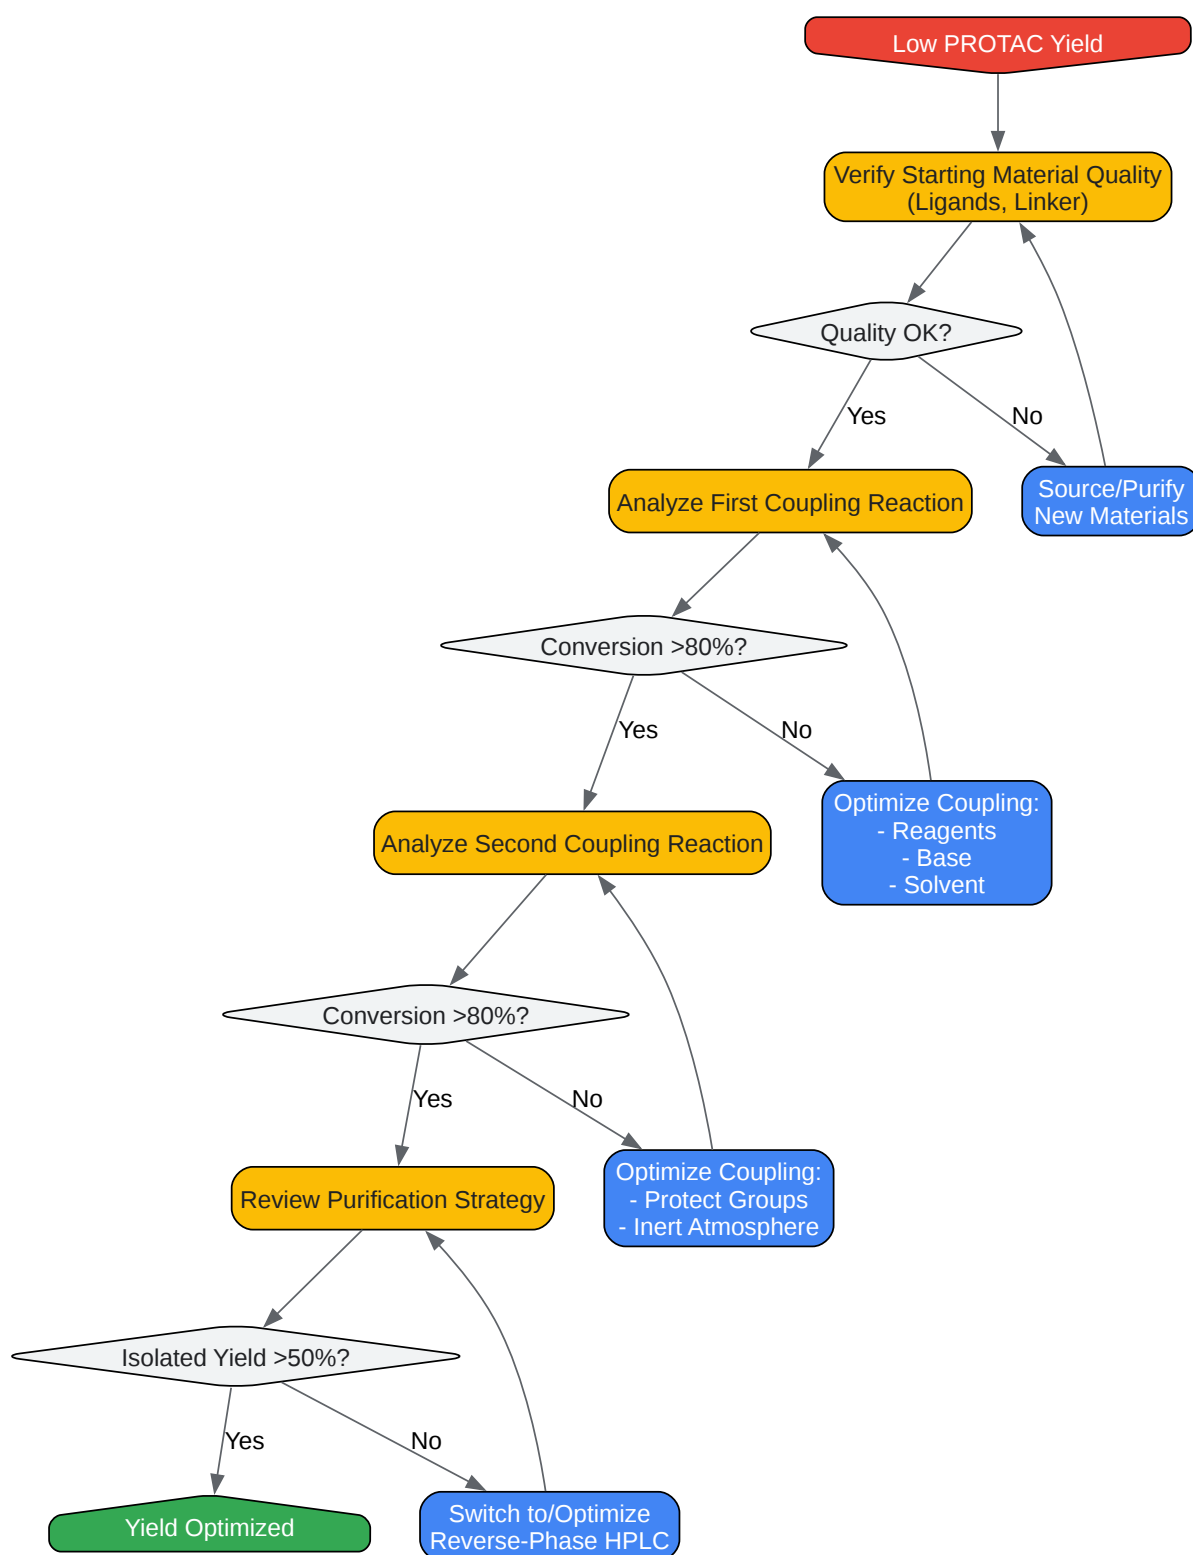 Low PROTAC Yield
Verify Starting Material Quality
(Ligands, Linker)
Quality OK?
Yes
No
Analyze First Coupling Reaction
Source/Purify
New Materials
Conversion >80%?
Yes
No
Optimize Coupling:
- Reagents
- Base
- Solvent
Analyze Second Coupling Reaction
Conversion >80%?
Yes
No
Review Purification Strategy
Optimize Coupling:
- Protect Groups
- Inert Atmosphere
Isolated Yield >50%?
Yes
No
Yield Optimized
Switch to/Optimize
Reverse-Phase HPLC